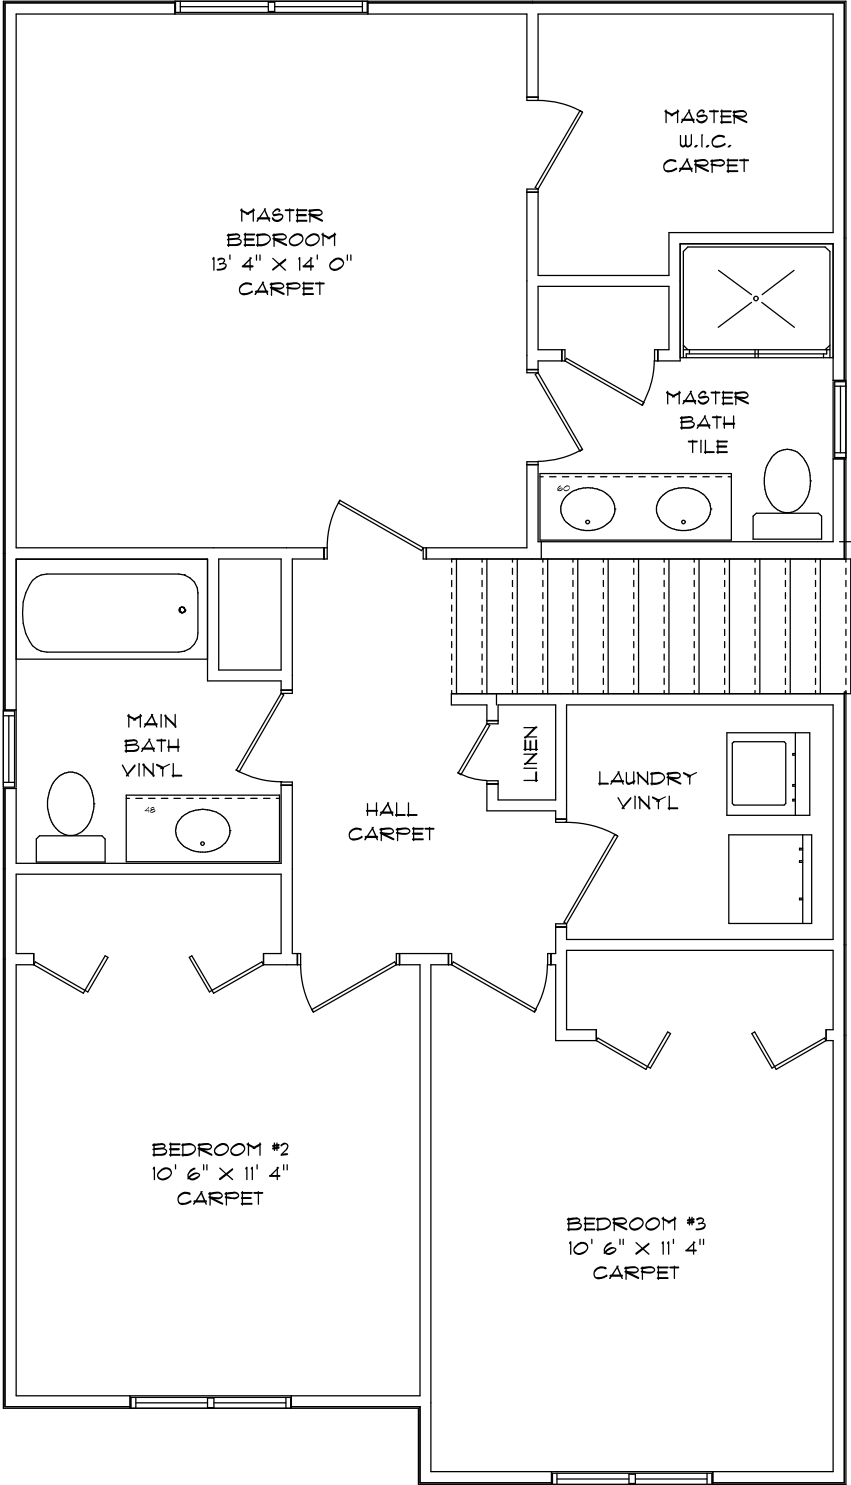 MASTER
W.I.C.
CARPET
MASTER
BEDROOM
13' 4" X 14' 0"
CARPET
MASTER
BATH
TILE
60
MAIN
BATH
VINYL
48
LINEN
LAUNDRY
VINYL
HALL
CARPET
BEDROOM #2
10' 6" X 11' 4"
CARPET
BEDROOM #3
10' 6" X 11' 4"
CARPET